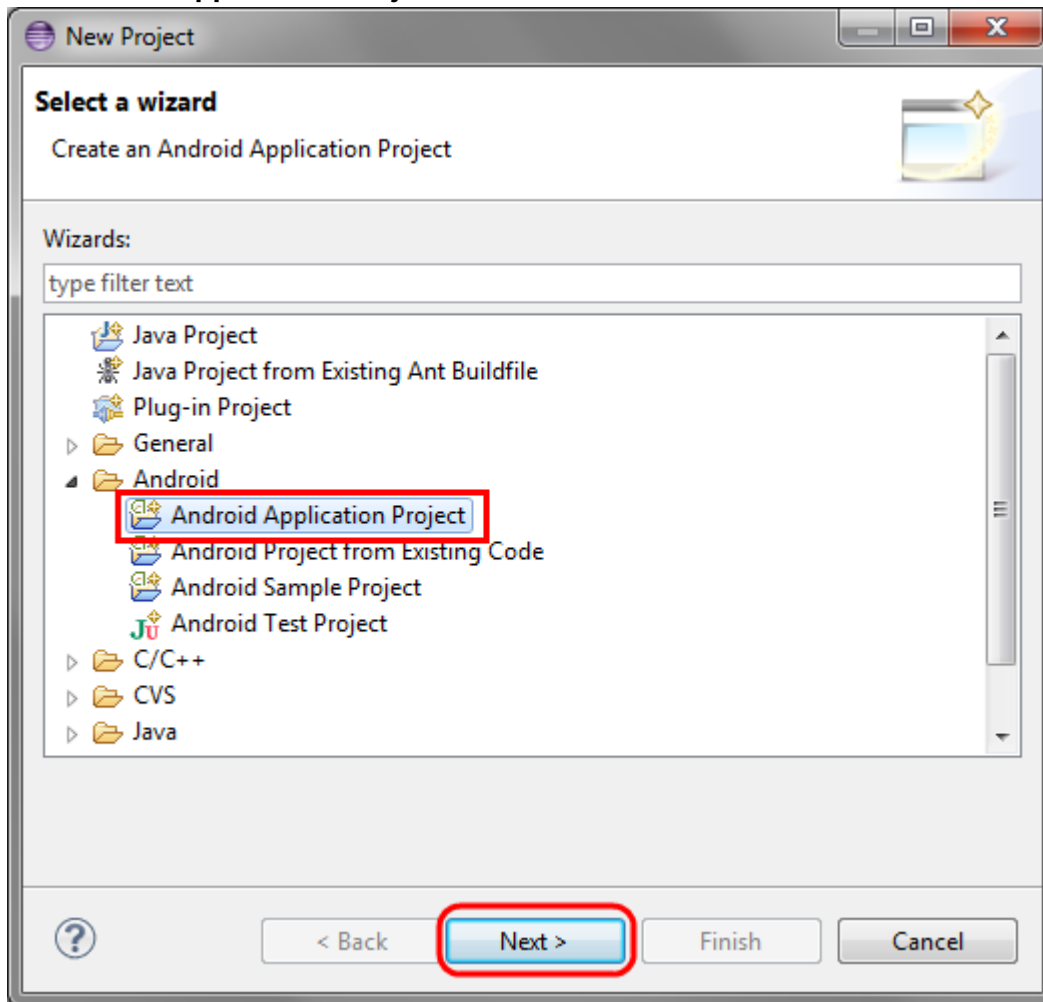 New Project
Select a wizard
Create an Android Application Project
Wizards:
type filter text
Java Project
Java Project from Existing Ant Buildfile
Plug-in Project
General
Android
Android Application Project
Android Project from Existing Code
Android Sample Project
Android Test Project
C/C++
CVS
Java
< Back Next > Finish Cancel